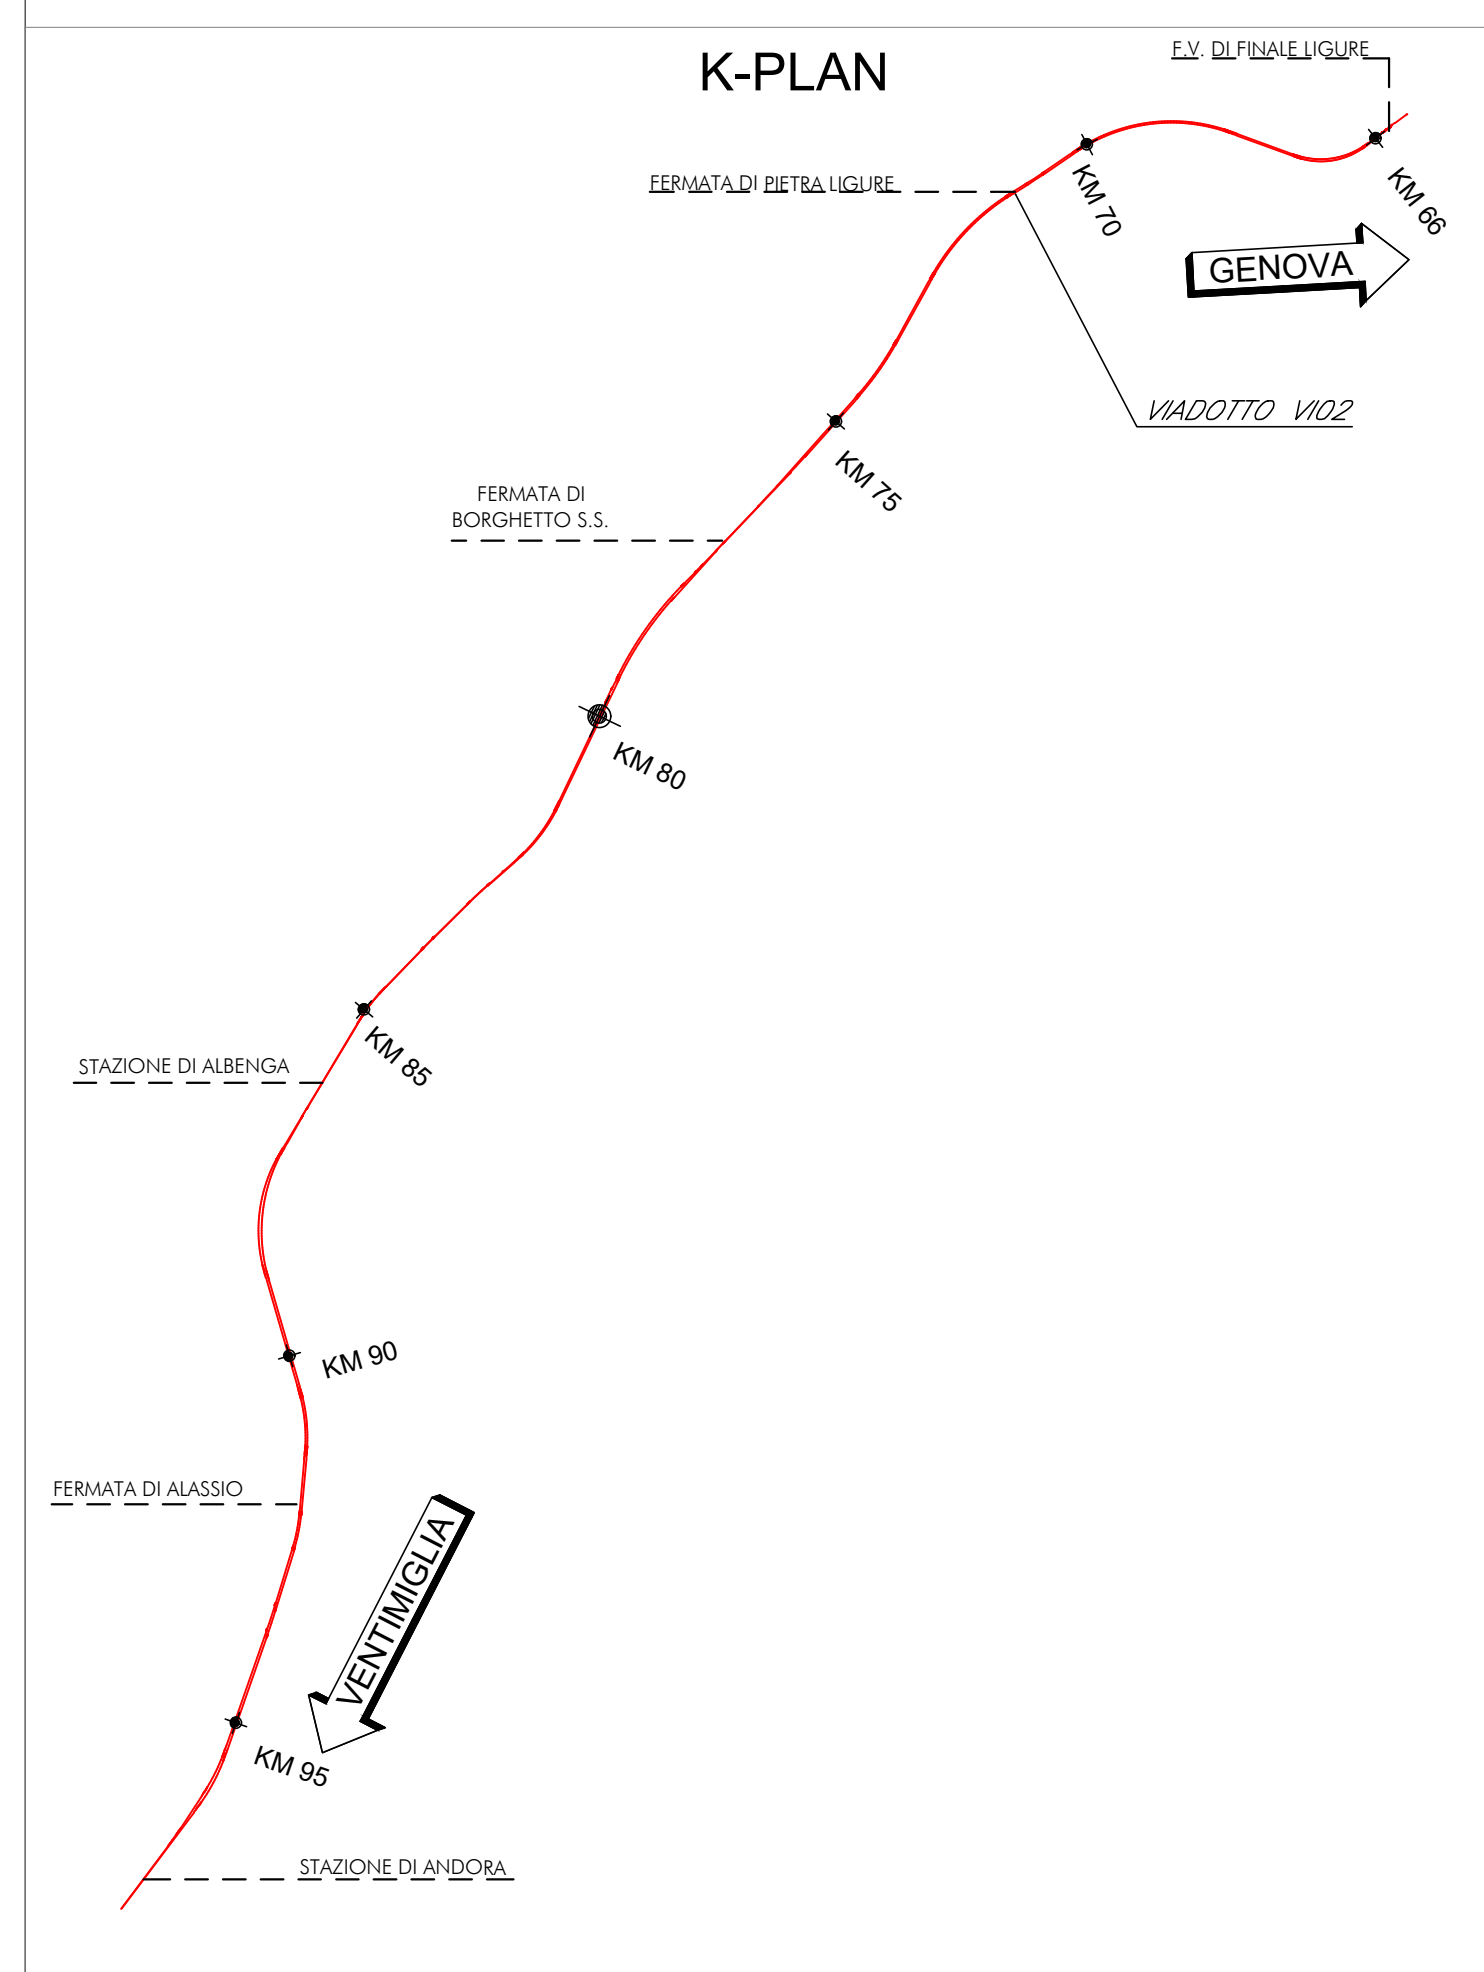 K-PLAN
F.V. DI FINALE LIGURE
FERMATA DI PIETRA LIGURE
KM 70
KM 66
GENOVA
VIADOTTO VI02
KM 75
FERMATA DI
BORGHETTO S.S.
KM 80
KM 85
STAZIONE DI ALBENGA
KM 90
FERMATA DI ALASSIO
VENTIMIGLIA
KM 95
STAZIONE DI ANDORA